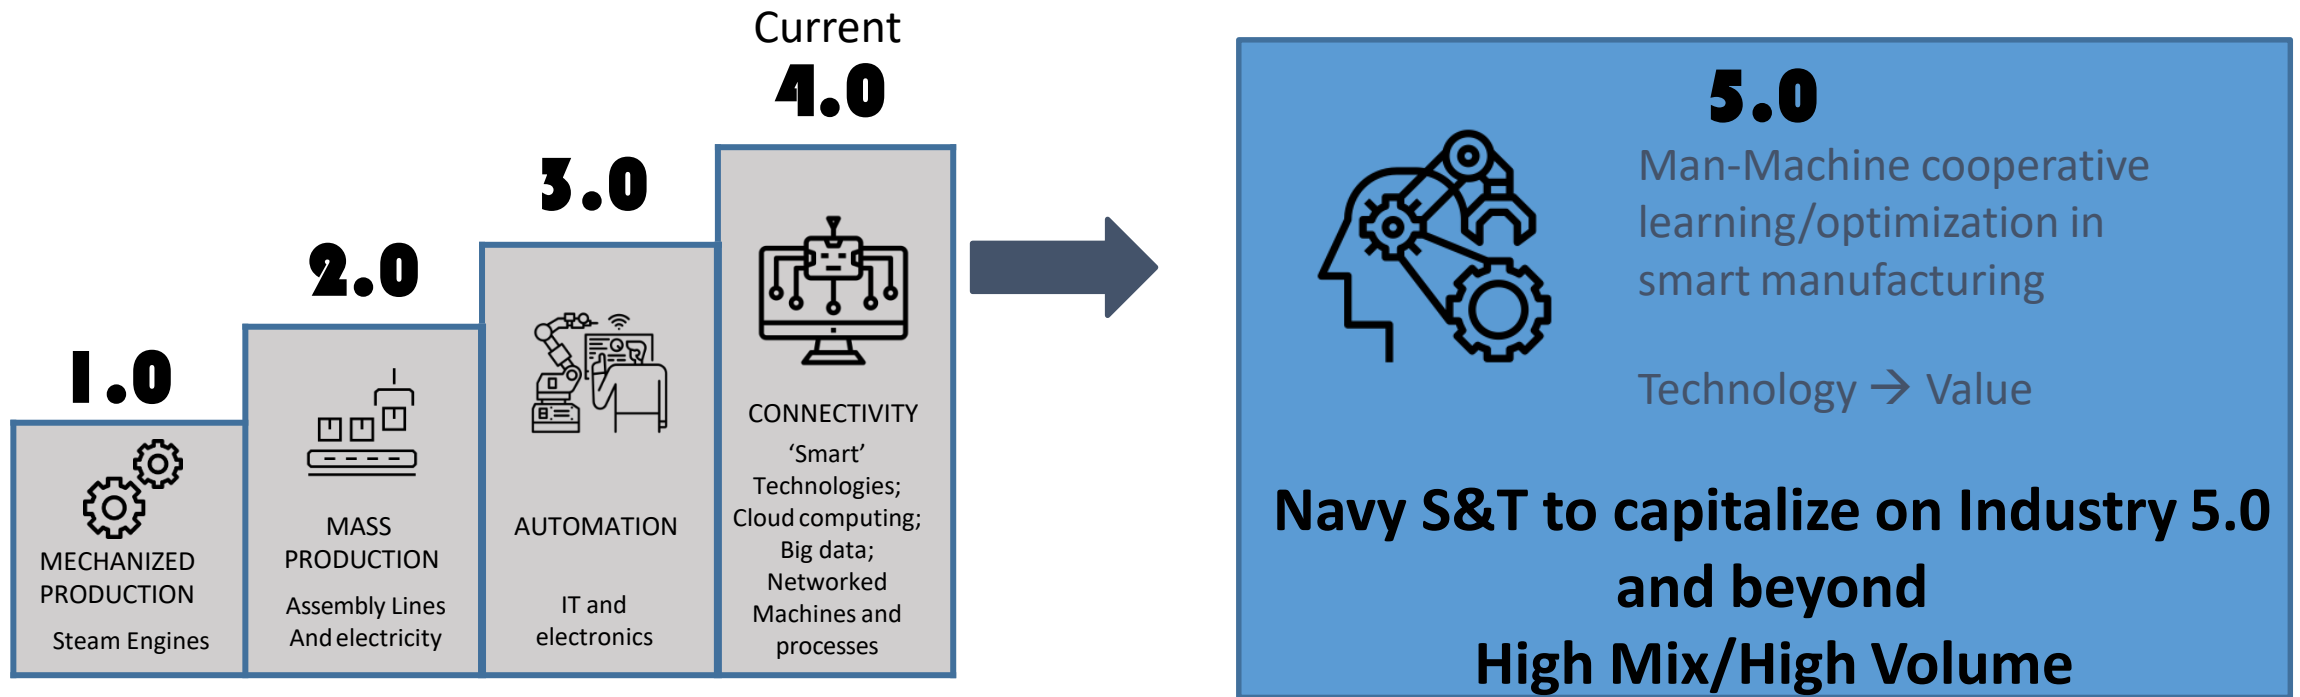 1.0
MECHANIZED
PRODUCTION
Steam Engines
2.0
MASS
PRODUCTION
Assembly Lines
And electricity
3.0
AUTOMATION
IT and
electronics
Current
4.0
CONNECTIVITY
‘Smart’
Technologies;
Cloud computing;
Big data;
Networked
Machines and
processes
5.0
Man-Machine cooperative
learning/optimization in
smart manufacturing
Technology → Value
Navy S&T to capitalize on Industry 5.0
and beyond
High Mix/High Volume